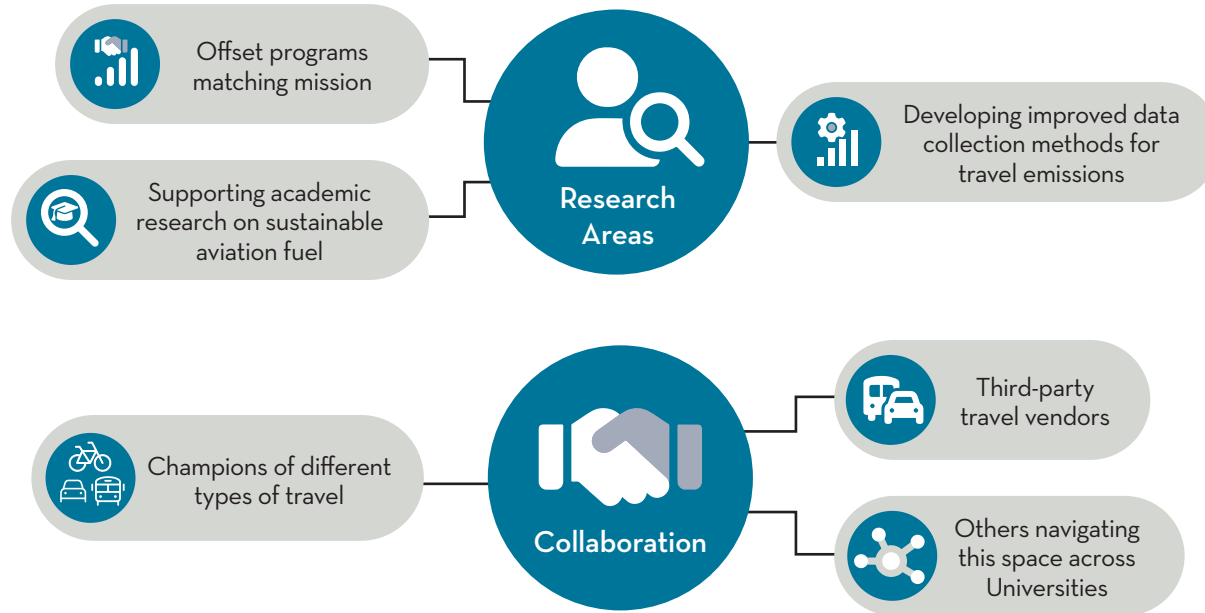 Offset programs
matching mission
Supporting academic
research on sustainable
aviation fuel
Research
Areas
Developing improved data
collection methods for
travel emissions
Champions of different
types of travel
Collaboration
Third-party
travel vendors
Others navigating
this space across
Universities